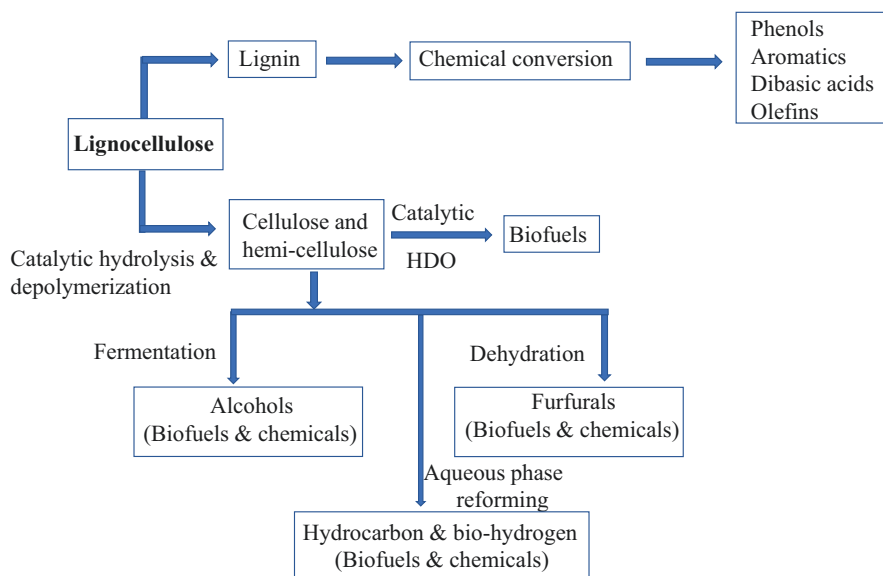 Phenols
Aromatics
Dibasic acids
Olefins
Lignin
Chemical conversion
Lignocellulose
Cellulose and
hemi-cellulose
Catalytic
HDO
Biofuels
Catalytic hydrolysis &
depolymerization
Fermentation
Dehydration
Alcohols
(Biofuels & chemicals)
Furfurals
(Biofuels & chemicals)
Aqueous phase
reforming
Hydrocarbon & bio-hydrogen
(Biofuels & chemicals)